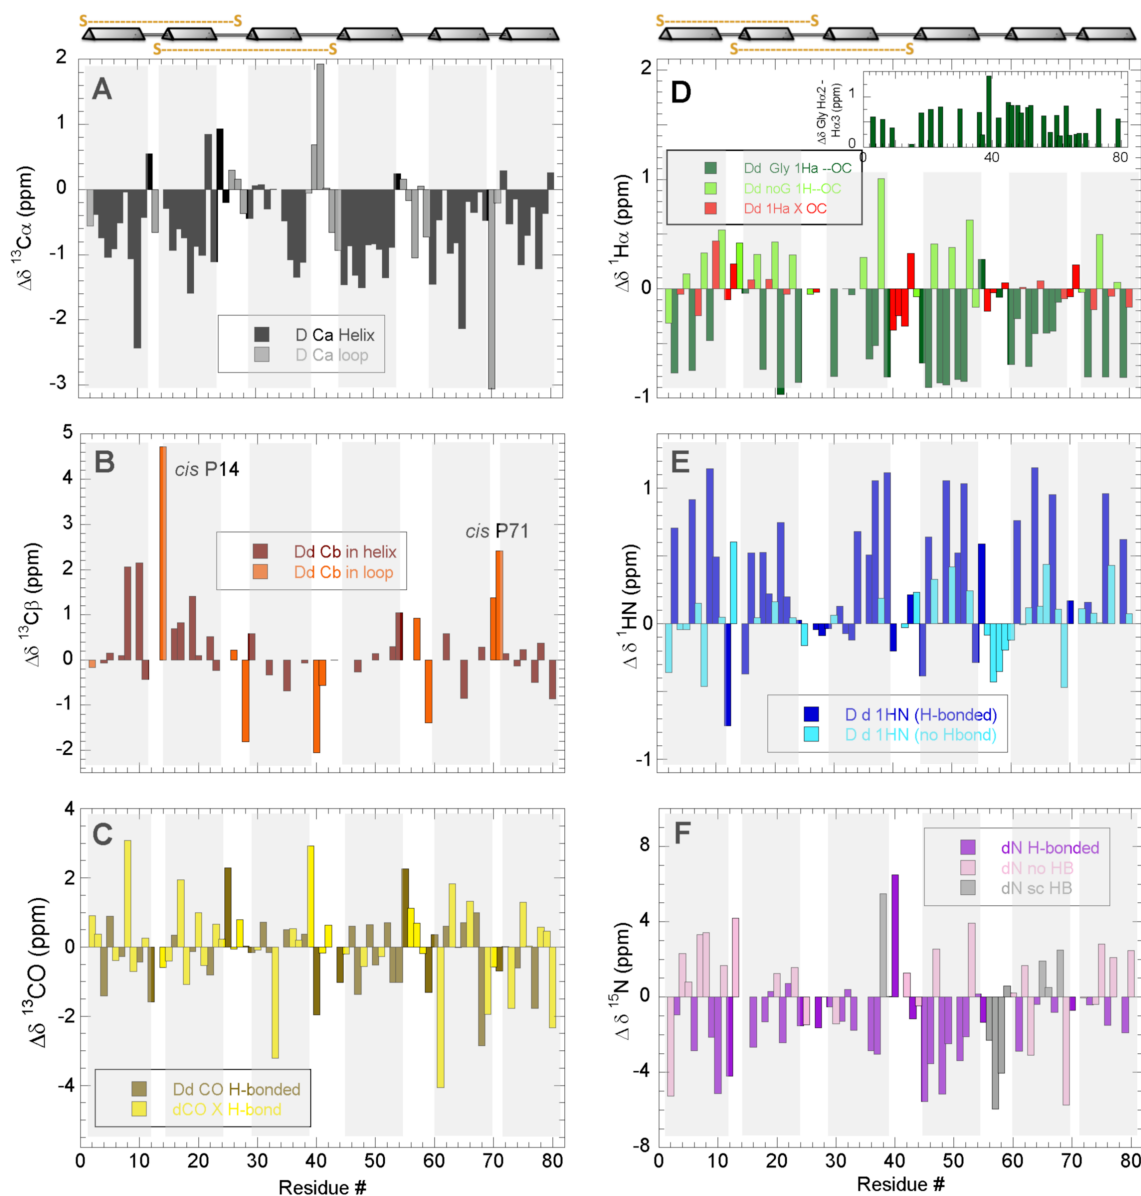 S S S S
S S S S
A
2
1
0
-1
-2
-3
Δδ 13Cα (ppm)
D Ca Helix
D Ca loop
D
2
1
0
-1
Δδ 1Hα (ppm)
Δδ Gly Hα2-
Hα3 (ppm)
1
0
0 40 80
Dd Gly 1Ha --OC
Dd noG 1H--OC
Dd 1Ha X OC
B
5
4
3
2
1
0
-1
-2
Δδ 13Cβ (ppm)
cis P14
cis P71
Dd Cb in helix
Dd Cb in loop
E
1
0
-1
Δ δ 1HN (ppm)
D d 1HN (H-bonded)
D d 1HN (no Hbond)
C
4
2
0
-2
-4
Δδ 13CO (ppm)
Dd CO H-bonded
dCO X H-bond
0 10 20 30 40 50 60 70 80
Residue #
F
8
4
0
-4
-8
Δ δ 15N (ppm)
dN H-bonded
dN no HB
dN sc HB
0 10 20 30 40 50 60 70 80
Residue #